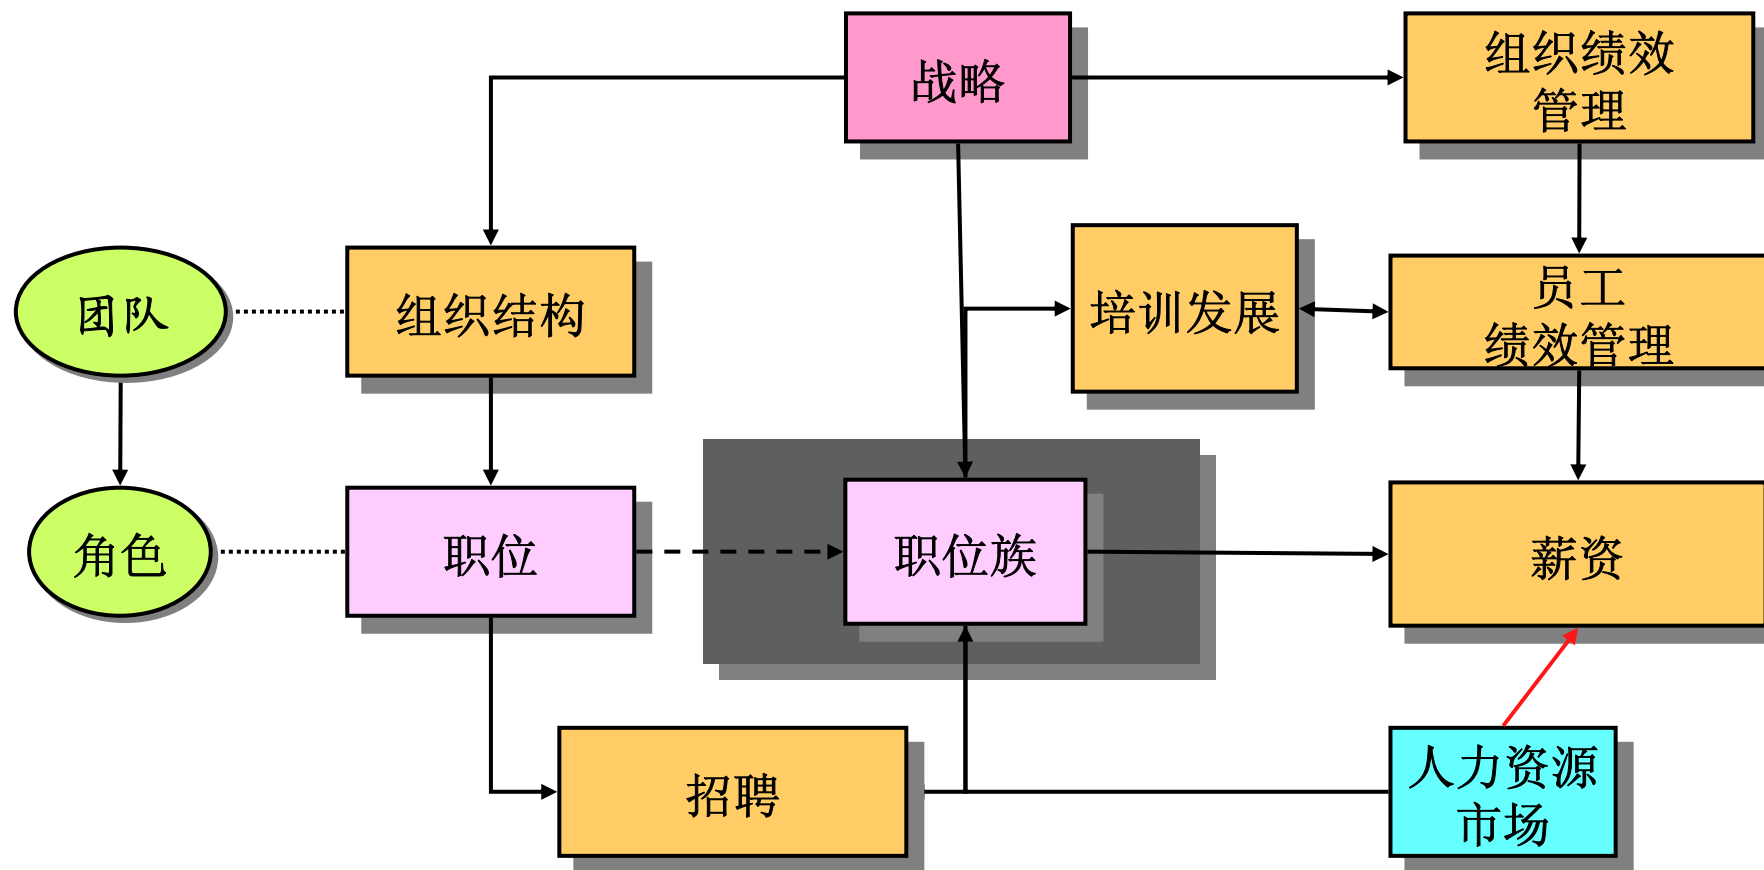 战略
组织绩效
管理
团队
组织结构
培训发展
员工
绩效管理
角色
职位
职位族
薪资
招聘
人力资源
市场